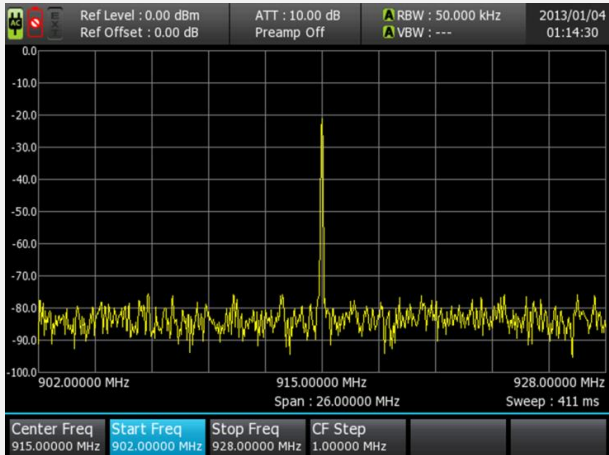 AC
EXT
Ref Level : 0.00 dBm
ATT : 10.00 dB
A RBW : 50.000 kHz
2013/01/04
Ref Offset : 0.00 dB
Preamp Off
A VBW : ---
01:14:30
0.0
-10.0
-20.0
-30.0
-40.0
-50.0
-60.0
-70.0
-80.0
-90.0
-100.0
902.00000 MHz
915.00000 MHz
928.00000 MHz
Span : 26.00000 MHz
Sweep : 411 ms
Center Freq
915.00000 MHz
Start Freq
902.00000 MHz
Stop Freq
928.00000 MHz
CF Step
1.00000 MHz